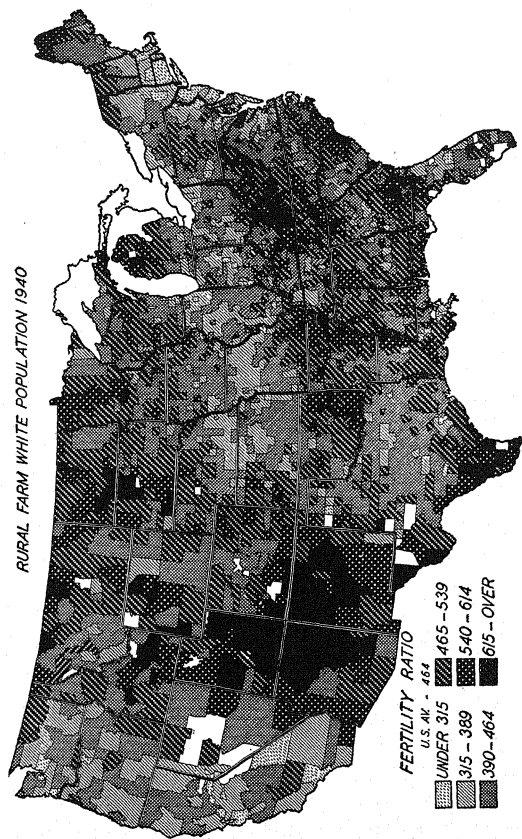 RURAL FARM WHITE POPULATION 1940
FERTILITY RATIO
U.S. AV. - 464
UNDER 315
315 - 389
390 - 464
465 - 539
540 - 614
615 - OVER